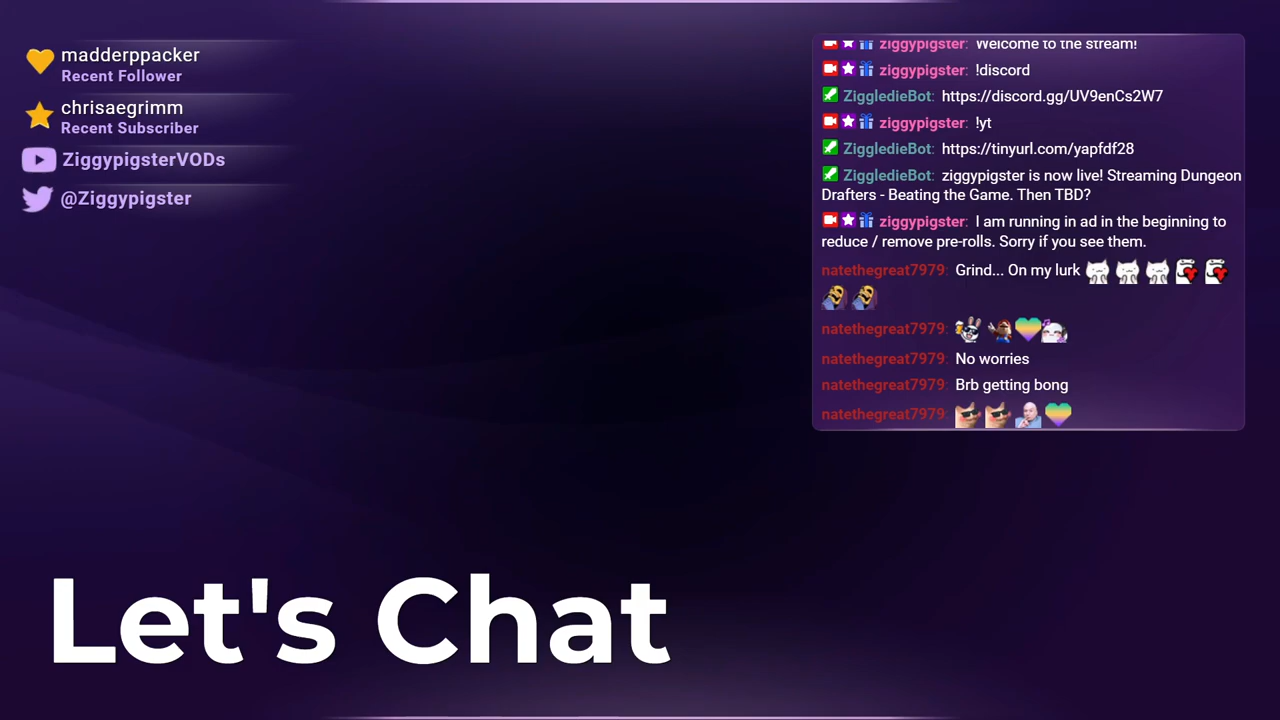 madderppacker
Recent Follower
chrisaegrimm
Recent Subscriber
ZiggypigsterVODs
@Ziggypigster
ziggypigster: Welcome to the stream!
ziggypigster: !discord
ZiggledieBot: https://discord.gg/UV9enCs2W7
ziggypigster: !yt
ZiggledieBot: https://tinyurl.com/yapfdf28
ZiggledieBot: ziggypigster is now live! Streaming Dungeon
Drafters - Beating the Game. Then TBD?
ziggypigster: I am running in ad in the beginning to
reduce / remove pre-rolls. Sorry if you see them.
natethegreat7979: Grind... On my lurk
natethegreat7979:
natethegreat7979: No worries
natethegreat7979: Brb getting bong
natethegreat7979:
Let's Chat